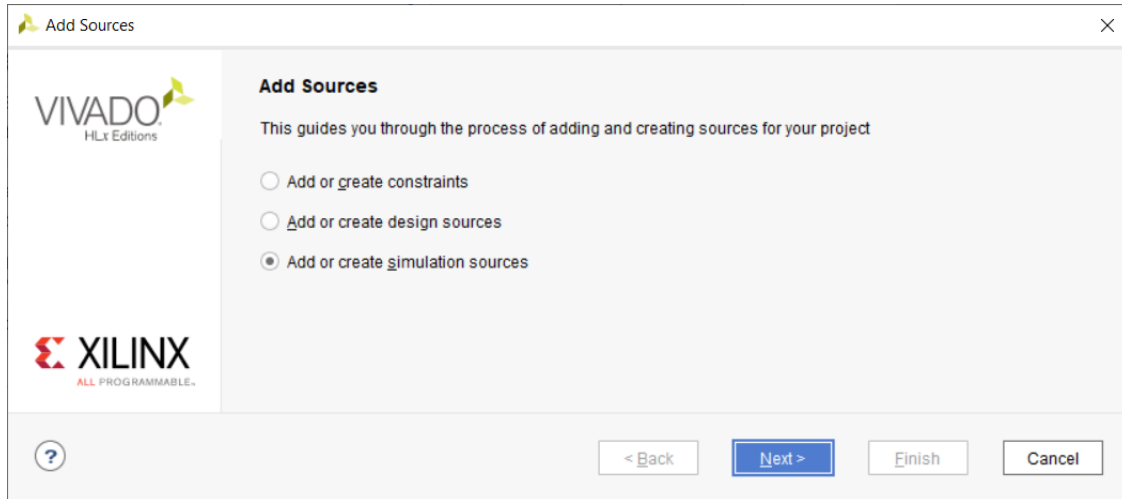 Add Sources
VIVADO
HLx Editions
Add Sources
This guides you through the process of adding and creating sources for your project
Add or create constraints
Add or create design sources
Add or create simulation sources
XILINX
ALL PROGRAMMABLE™
?
< Back
Next >
Finish
Cancel